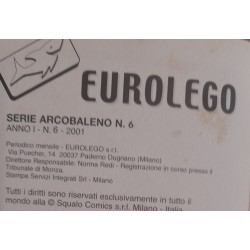 EUROLEGO
SERIE ARCOBALENO N. 6
ANNO I - N. 6 - 2001
Periodico mensile - EUROLEGO s.r.l.
Via Puecher, 14 20037 Paderno Dugnano (Milano)
Direttore Responsabile: Norma Redi - Registrazione in corso presso il
Tribunale di Monza.
Stampa Servizi Integrati Srl - Milano
Tutti i diritti sono riservati esclusivamente in tutto il
mondo alla © Squalo Comics s.r.l. Milano - Italia